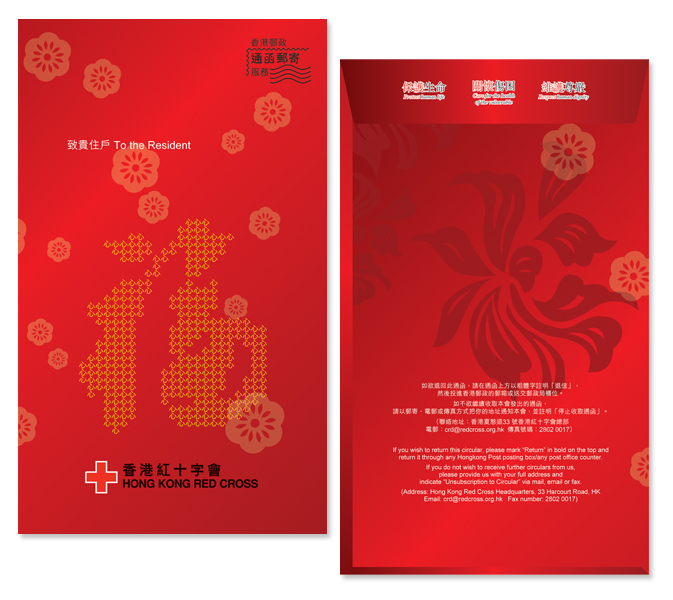 香港郵政
通函郵寄
服務
致貴住戶 To the Resident
福
香港紅十字會
HONG KONG RED CROSS
保護生命
Protect human life
關懷傷困
Care for the health
of the vulnerable
維護尊嚴
Respect human dignity
如欲退回此通函，請在通函上方以粗體字註明「退信」，
然後投進香港郵政的郵箱或送交郵政局櫃位。
如不欲繼續收取本會發出的通函，
請以郵寄、電郵或傳真方式把你的地址通知本會，並註明「停止收取通函」。
(聯絡地址：香港夏慤道33 號香港紅十字會總部
電郵：crd@redcross.org.hk 傳真號碼：2802 0017)
If you wish to return this circular, please mark “Return” in bold on the top and
return it through any Hongkong Post posting box/any post office counter.
If you do not wish to receive further circulars from us,
please provide us with your full address and
indicate “Unsubscription to Circular” via mail, email or fax.
(Address: Hong Kong Red Cross Headquarters, 33 Harcourt Road, HK
Email: crd@redcross.org.hk Fax number: 2802 0017)